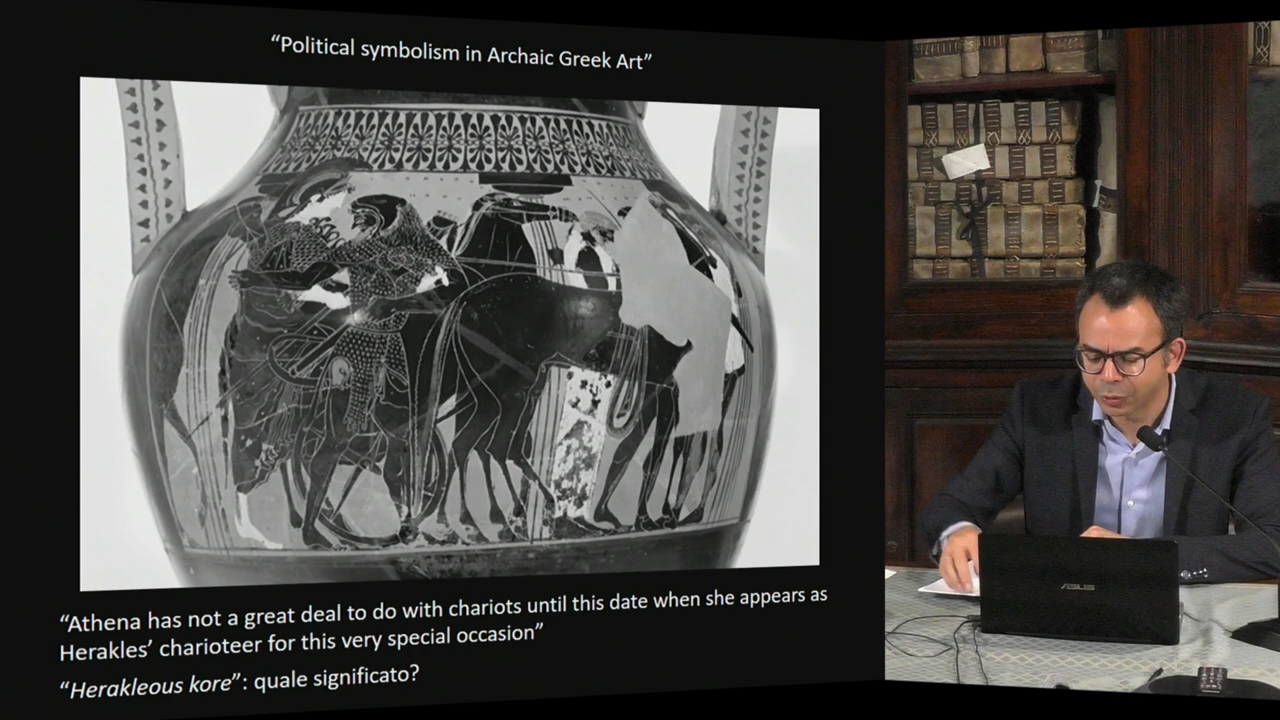 “Political symbolism in Archaic Greek Art”
“Athena has not a great deal to do with chariots until this date when she appears as
Herakles’ charioteer for this very special occasion”
“Herakleous kore”: quale significato?
ASUS